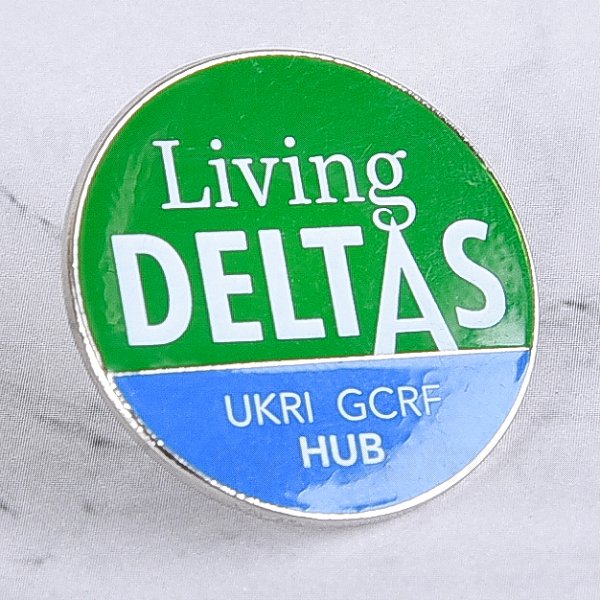 Living
DELTAS
UKRI GCRF
HUB